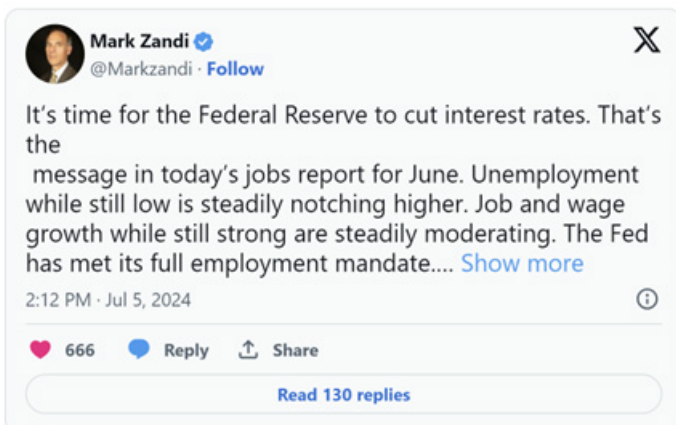 Mark Zandi
@Markzandi · Follow
It's time for the Federal Reserve to cut interest rates. That's
the
message in today's jobs report for June. Unemployment
while still low is steadily notching higher. Job and wage
growth while still strong are steadily moderating. The Fed
has met its full employment mandate.... Show more
2:12 PM · Jul 5, 2024
666 Reply Share
Read 130 replies